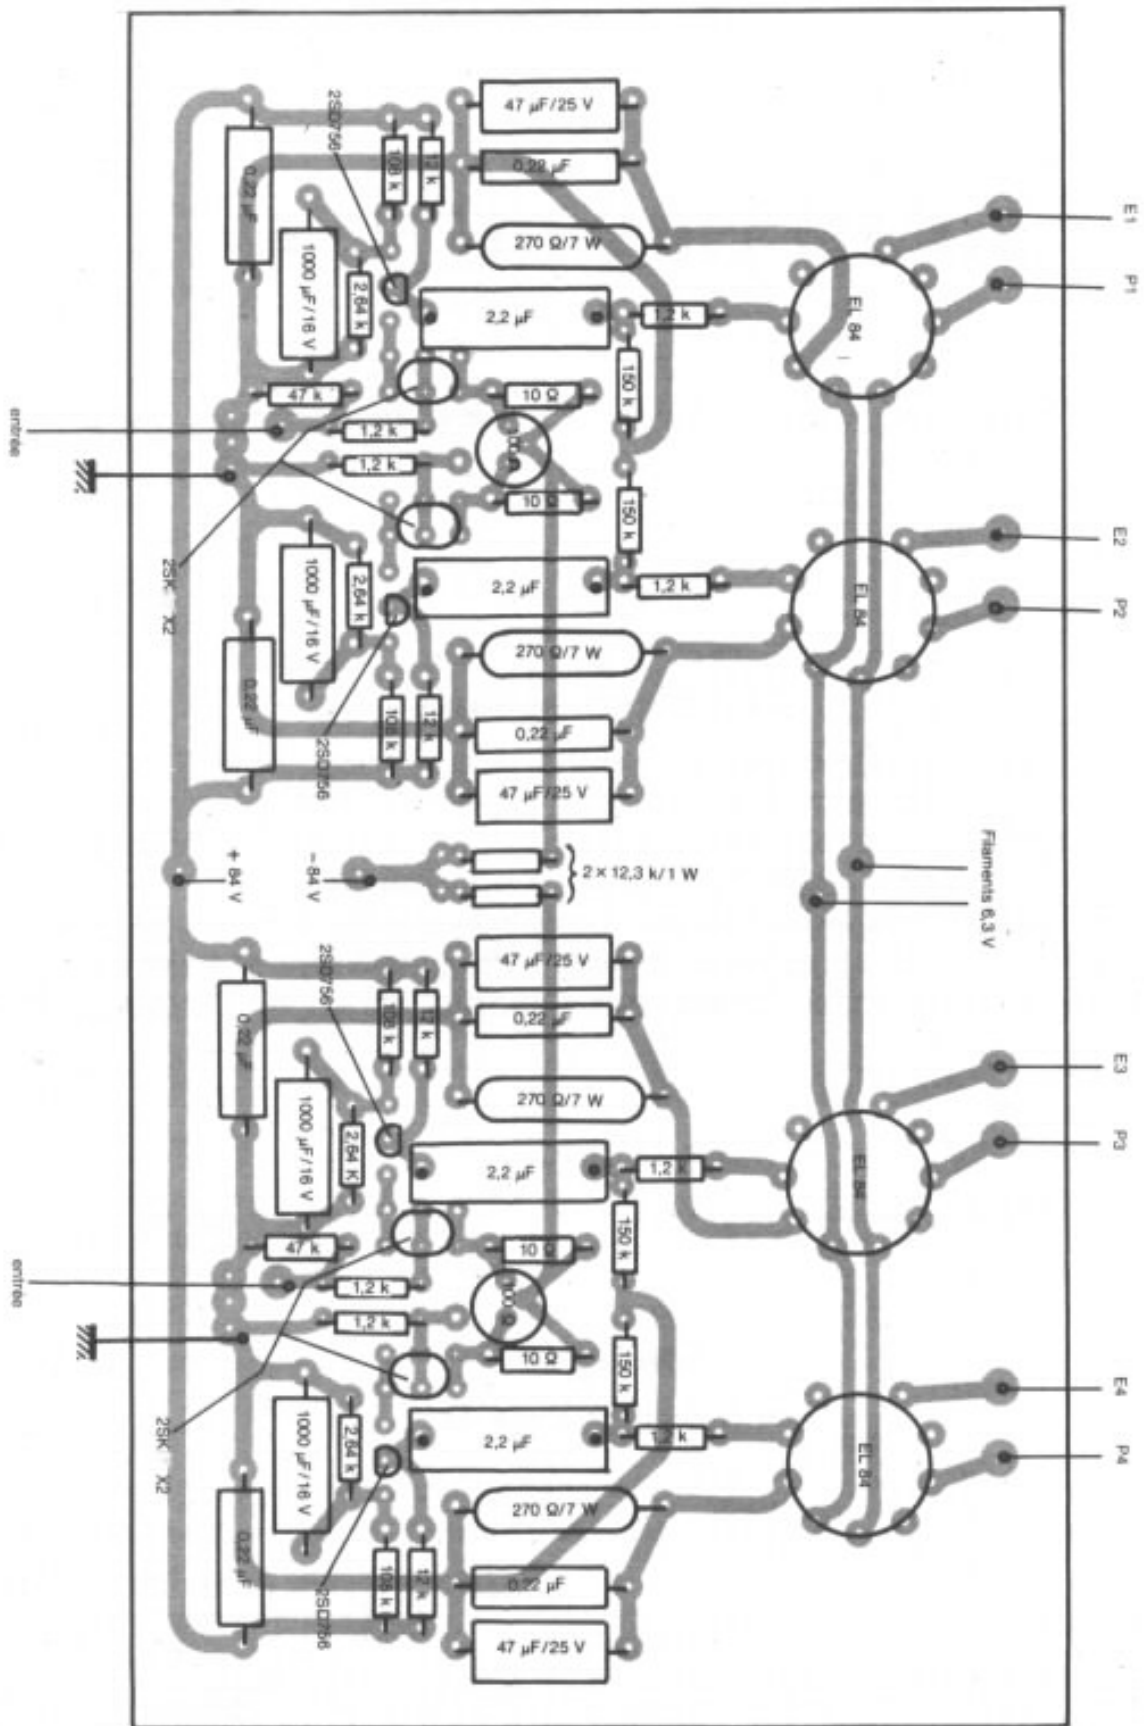 47 µF/25 V
0,22 µF
270 Ω/7 W
2SD756
12 k
108 k
0,22 µF
1000 µF/16 V
2,64 k
2,2 µF
1,2 k
150 k
EL 84
E1
P1
47 k
10 Ω
1,2 k
100 Ω
entrée
1,2 k
10 Ω
150 k
2SK X2
1000 µF/16 V
2,64 k
2,2 µF
1,2 k
EL 84
E2
P2
270 Ω/7 W
0,22 µF
108 k
12 k
0,22 µF
2SD756
47 µF/25 V
+ 84 V
− 84 V
2 × 12,3 k/1 W
Filaments 6,3 V
47 µF/25 V
2SD756
0,22 µF
108 k
12 k
0,22 µF
270 Ω/7 W
1000 µF/16 V
2,64 K
2,2 µF
1,2 k
EL 84
E3
P3
150 k
47 k
10 Ω
entrée
1,2 k
100 Ω
1,2 k
10 Ω
150 k
2SK X2
1000 µF/16 V
2,64 k
2,2 µF
1,2 k
EL 84
E4
P4
270 Ω/7 W
0,22 µF
108 k
12 k
0,22 µF
2SD756
47 µF/25 V